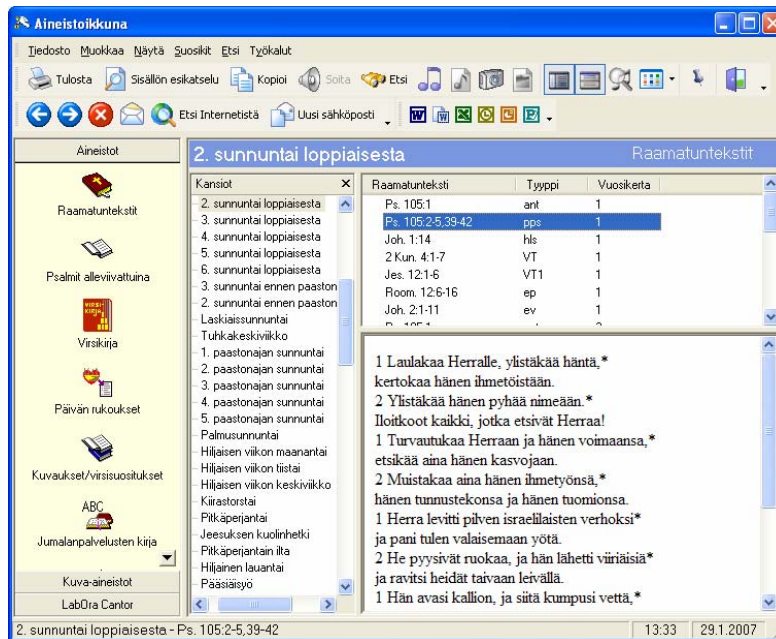 Aineistoikkuna
Tiedosto Muokkaa Näytä Suosikit Etsi Työkalut
Tulosta Sisällön esikatselu Kopioi Soita Etsi
Etsi Internetistä Uusi sähköposti
Aineistot
Raamatuntekstit
Psalmit alleviivattuina
VIRSI-
KIRJA
Virsikirja
Päivän rukoukset
Kuvaukset/virsisuositukset
ABC
Jumalanpalvelusten kirja
Kuva-aineistot
LabOra Cantor
2. sunnuntai loppiaisesta Raamatuntekstit
Kansiot
2. sunnuntai loppiaisesta
3. sunnuntai loppiaisesta
4. sunnuntai loppiaisesta
5. sunnuntai loppiaisesta
6. sunnuntai loppiaisesta
3. sunnuntai ennen paaston
2. sunnuntai ennen paaston
Laskiaissunnuntai
Tuhkakeskiviikko
1. paastonajan sunnuntai
2. paastonajan sunnuntai
3. paastonajan sunnuntai
4. paastonajan sunnuntai
5. paastonajan sunnuntai
Palmusunnuntai
Hiljaisen viikon maanantai
Hiljaisen viikon tiistai
Hiljaisen viikon keskiviikko
Kiirastorstai
Pitkäperjantai
Jeesuksen kuolinhetki
Pitkäperjantain ilta
Hiljainen lauantai
Pääsiäisyö
Raamatunteksti Tyyppi Vuosikerta
Ps. 105:1 ant 1
Ps. 105:2-5,39-42 pps 1
Joh. 1:14 hls 1
2 Kun. 4:1-7 VT 1
Jes. 12:1-6 VT1 1
Room. 12:6-16 ep 1
Joh. 2:1-11 ev 1
1 Laulakaa Herralle, ylistäkää häntä,*
kertokaa hänen ihmetöistään.
2 Ylistäkää hänen pyhää nimeään.*
Iloitkoot kaikki, jotka etsivät Herraa!
1 Turvautukaa Herraan ja hänen voimaansa,*
etsikää aina hänen kasvojaan.
2 Muistakaa aina hänen ihmetyönsä,*
hänen tunnustekonsa ja hänen tuomionsa.
1 Herra levitti pilven israelilaisten verhoksi*
ja pani tulen valaisemaan yötä.
2 He pyysivät ruokaa, ja hän lähetti viiriäisiä*
ja ravitsi heidät taivaan leivällä.
1 Hän avasi kallion, ja siitä kumpusi vettä,*
2. sunnuntai loppiaisesta - Ps. 105:2-5,39-42 13:33 29.1.2007